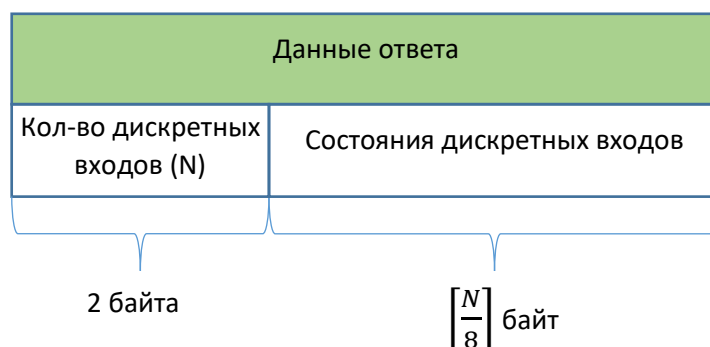 Данные ответа
Кол-во дискретных
входов (N)
Состояния дискретных входов
2 байта
⌈N/8⌉ байт